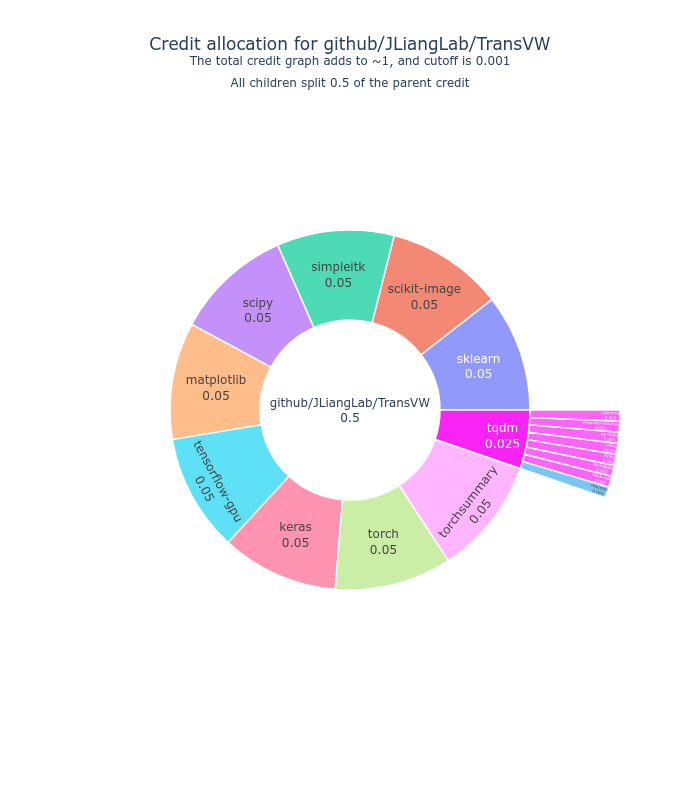 Credit allocation for github/JLiangLab/TransVW
The total credit graph adds to ~1, and cutoff is 0.001
All children split 0.5 of the parent credit
simpleitk
0.05
scikit-image
0.05
scipy
0.05
sklearn
0.05
matplotlib
0.05
github/JLiangLab/TransVW
0.5
tqdm
0.025
tensorflow-gpu
0.05
torchsummary
0.05
keras
0.05
torch
0.05